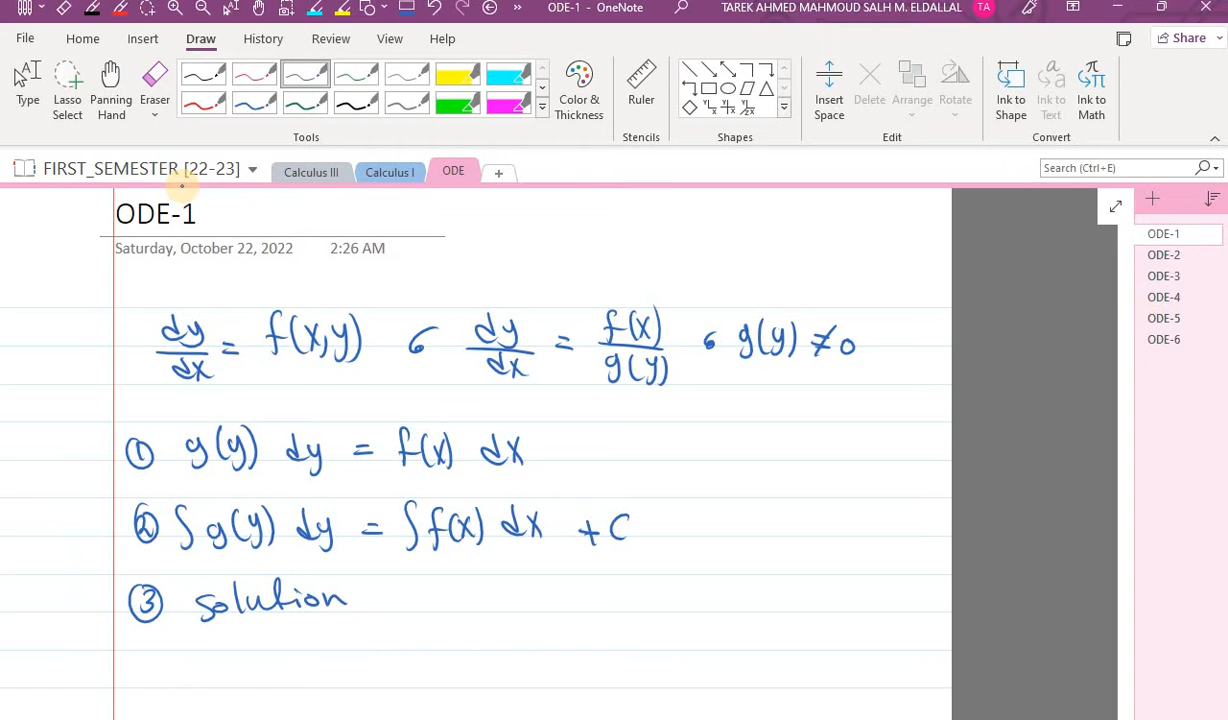 ODE-1 - OneNote
TAREK AHMED MAHMOUD SALH M. ELDALLAL
TA
File
Home
Insert
Draw
History
Review
View
Help
Share
Type
Lasso Select
Panning Hand
Eraser
Color & Thickness
Ruler
Insert Space
Delete
Arrange
Rotate
Ink to Shape
Ink to Text
Ink to Math
Tools
Stencils
Shapes
Edit
Convert
FIRST_SEMESTER [22-23]
Calculus III
Calculus I
ODE
Search (Ctrl+E)
ODE-1
Saturday, October 22, 2022 2:26 AM
dy/dx = f(x,y) , dy/dx = f(x)/g(y) , g(y) ≠ 0
① g(y) dy = f(x) dx
② ∫ g(y) dy = ∫ f(x) dx + C
③ solution
ODE-1
ODE-2
ODE-3
ODE-4
ODE-5
ODE-6